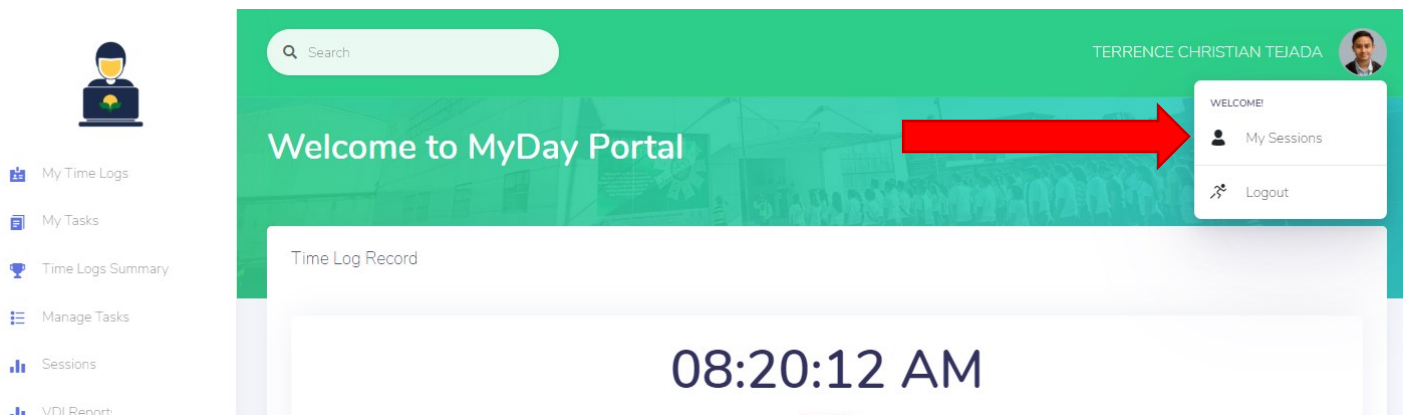 Search
TERRENCE CHRISTIAN TEJADA
WELCOME!
My Sessions
Logout
Welcome to MyDay Portal
My Time Logs
My Tasks
Time Logs Summary
Manage Tasks
Sessions
VDI Report
Time Log Record
08:20:12 AM